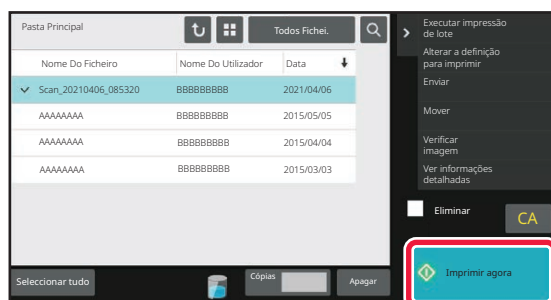 Pasta Principal
Todos Fichei.
Nome Do Ficheiro Nome Do Utilizador Data
Scan_20210406_085320 BBBBBBBBB 2021/04/06
AAAAAAAA BBBBBBBBB 2015/05/05
AAAAAAAA BBBBBBBBB 2015/04/04
AAAAAAAA BBBBBBBBB 2015/03/03
Seleccionar tudo
Cópias
Apagar
Executar impressão
de lote
Alterar a definição
para imprimir
Enviar
Mover
Verificar
imagem
Ver informações
detalhadas
Eliminar
CA
Imprimir agora